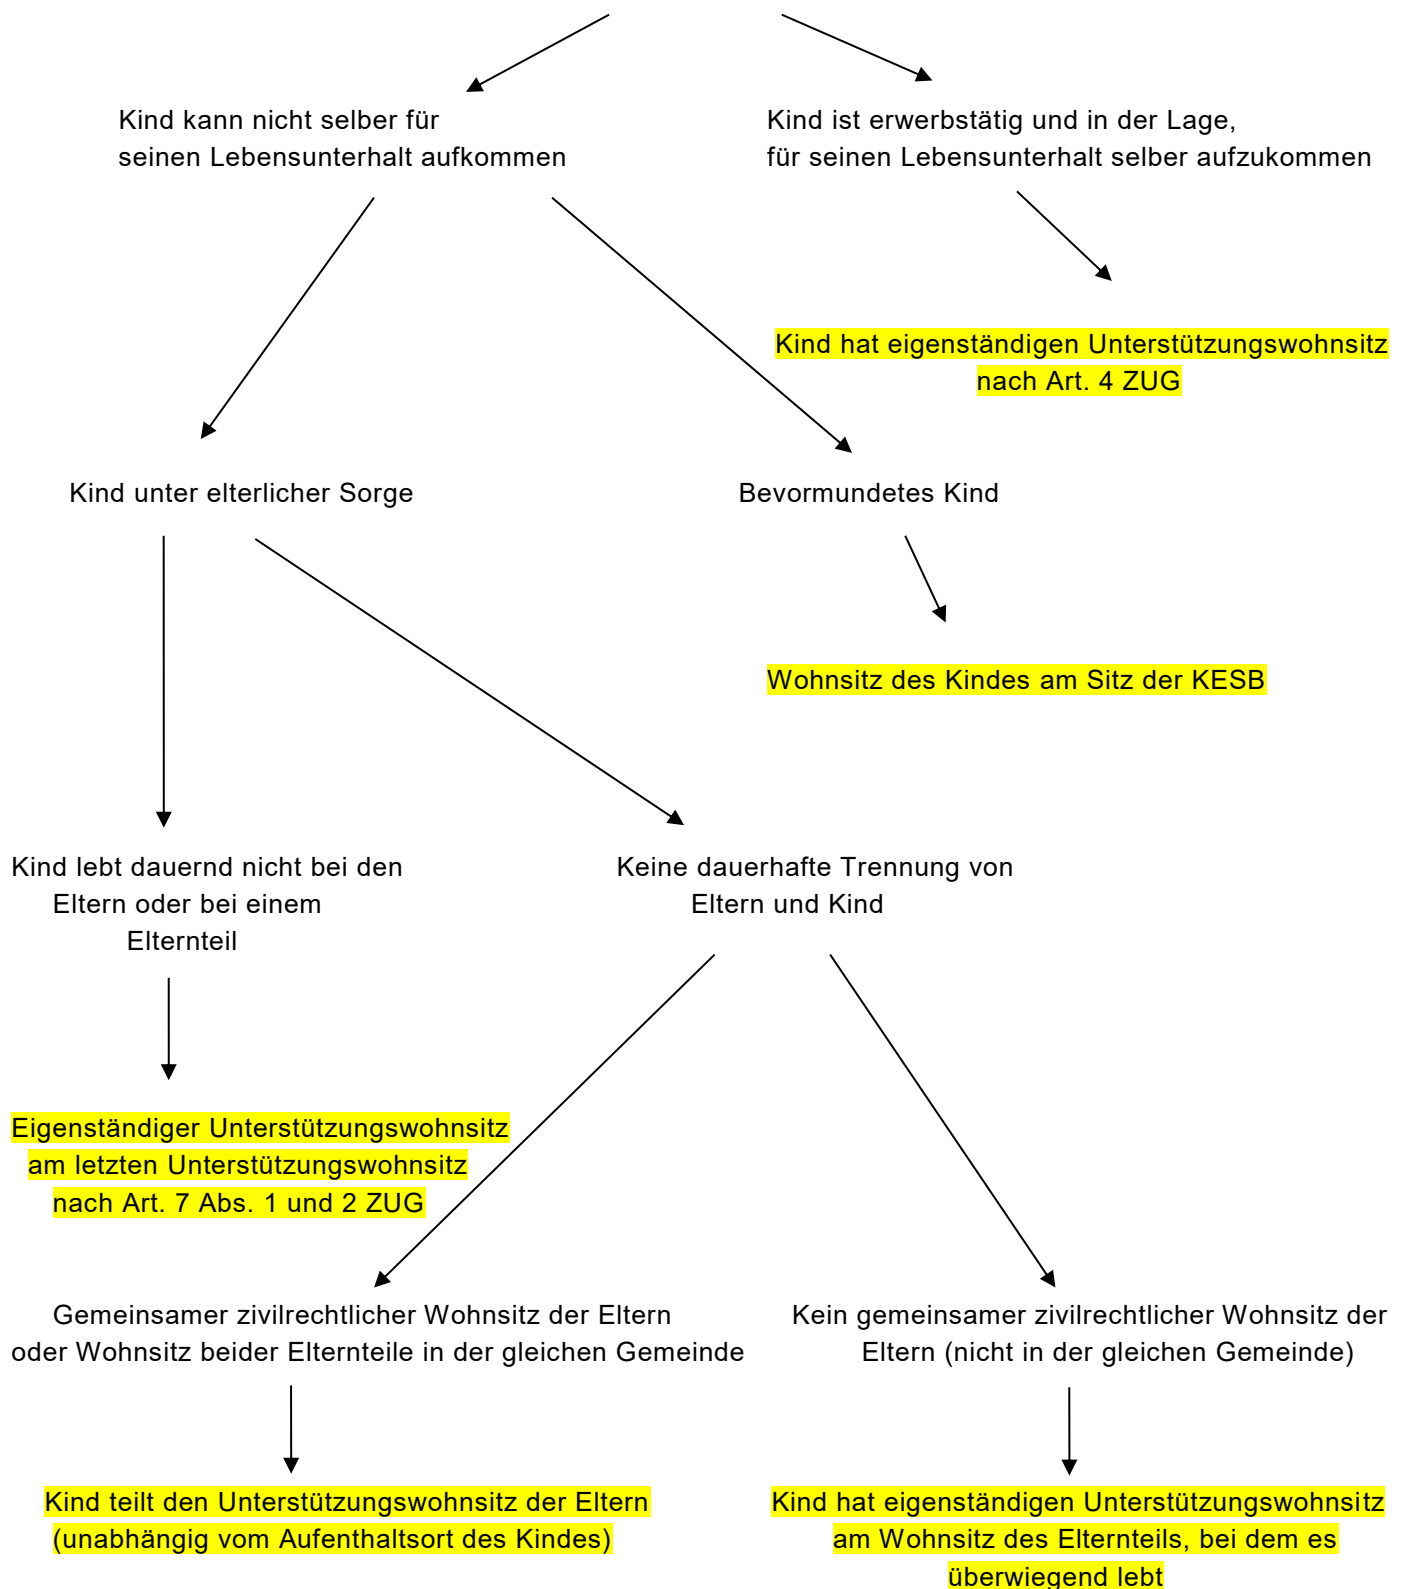 Kind kann nicht selber für
seinen Lebensunterhalt aufkommen
Kind ist erwerbstätig und in der Lage,
für seinen Lebensunterhalt selber aufzukommen
Kind hat eigenständigen Unterstützungswohnsitz
nach Art. 4 ZUG
Kind unter elterlicher Sorge
Bevormundetes Kind
Wohnsitz des Kindes am Sitz der KESB
Kind lebt dauernd nicht bei den
Eltern oder bei einem
Elternteil
Keine dauerhafte Trennung von
Eltern und Kind
Eigenständiger Unterstützungswohnsitz
am letzten Unterstützungswohnsitz
nach Art. 7 Abs. 1 und 2 ZUG
Gemeinsamer zivilrechtlicher Wohnsitz der Eltern
oder Wohnsitz beider Elternteile in der gleichen Gemeinde
Kein gemeinsamer zivilrechtlicher Wohnsitz der
Eltern (nicht in der gleichen Gemeinde)
Kind teilt den Unterstützungswohnsitz der Eltern
(unabhängig vom Aufenthaltsort des Kindes)
Kind hat eigenständigen Unterstützungswohnsitz
am Wohnsitz des Elternteils, bei dem es
überwiegend lebt